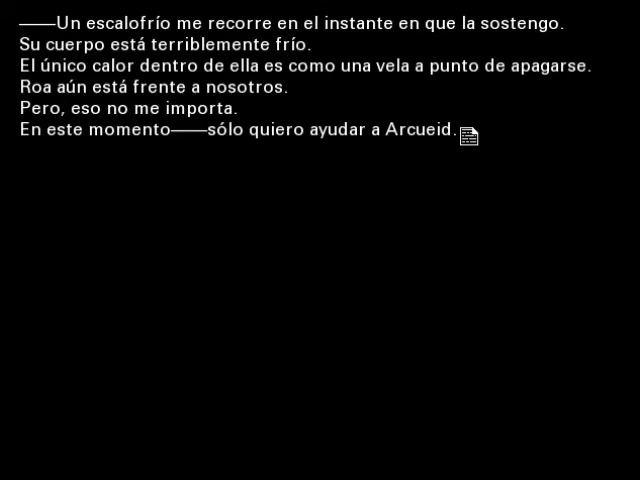 ——Un escalofrío me recorre en el instante en que la sostengo.
Su cuerpo está terriblemente frío.
El único calor dentro de ella es como una vela a punto de apagarse.
Roa aún está frente a nosotros.
Pero, eso no me importa.
En este momento——sólo quiero ayudar a Arcueid.